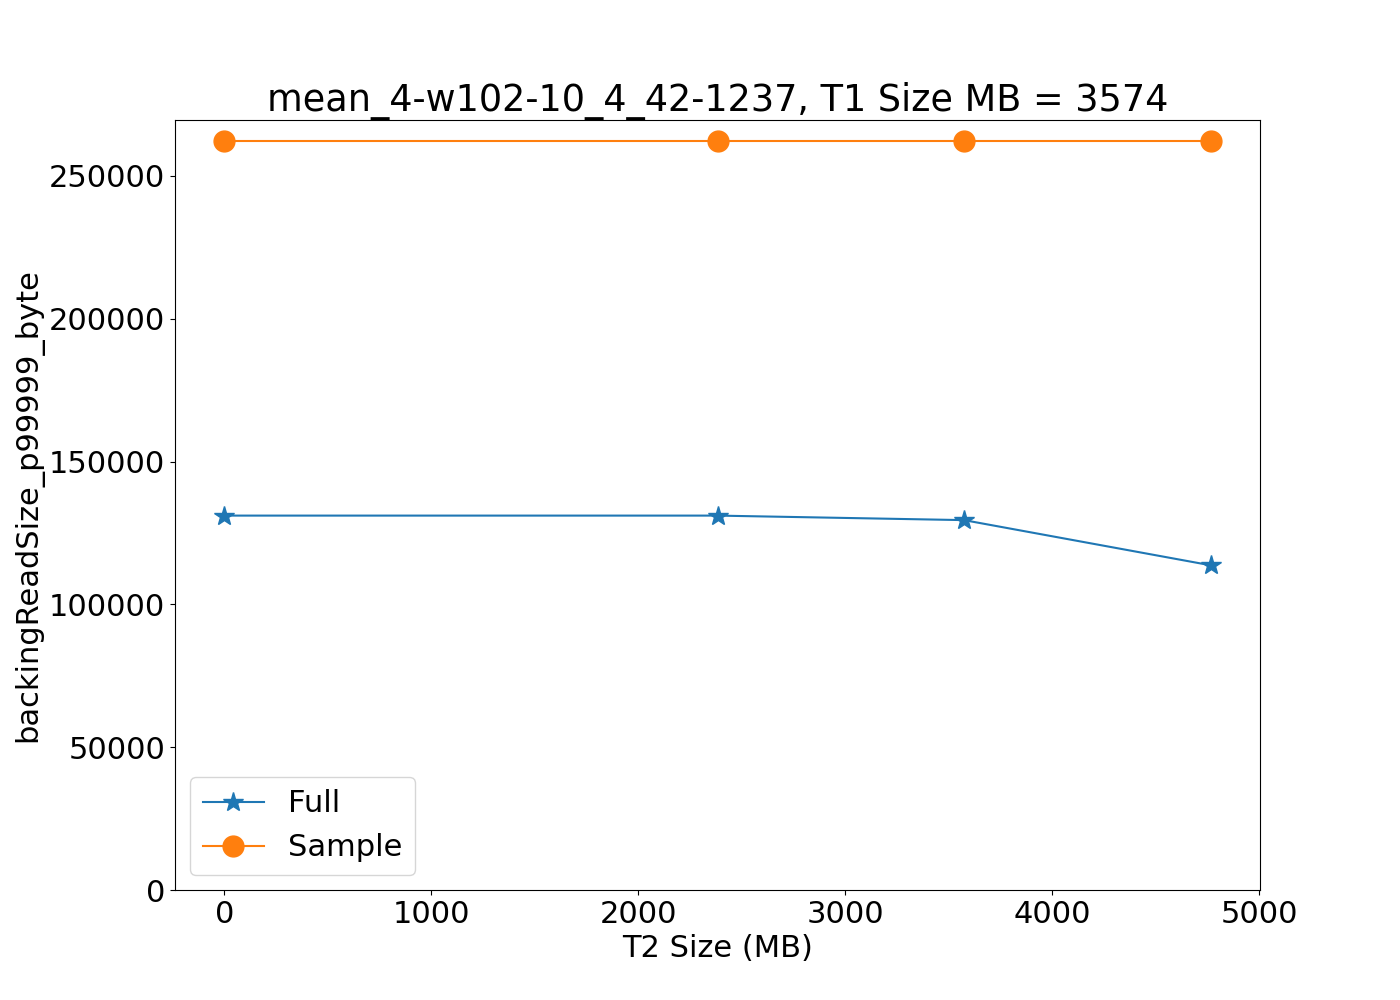 mean_4-w102-10_4_42-1237, T1 Size MB = 3574
backingReadSize_p99999_byte
250000
200000
150000
100000
50000
0
Full
Sample
0 1000 2000 3000 4000 5000
T2 Size (MB)